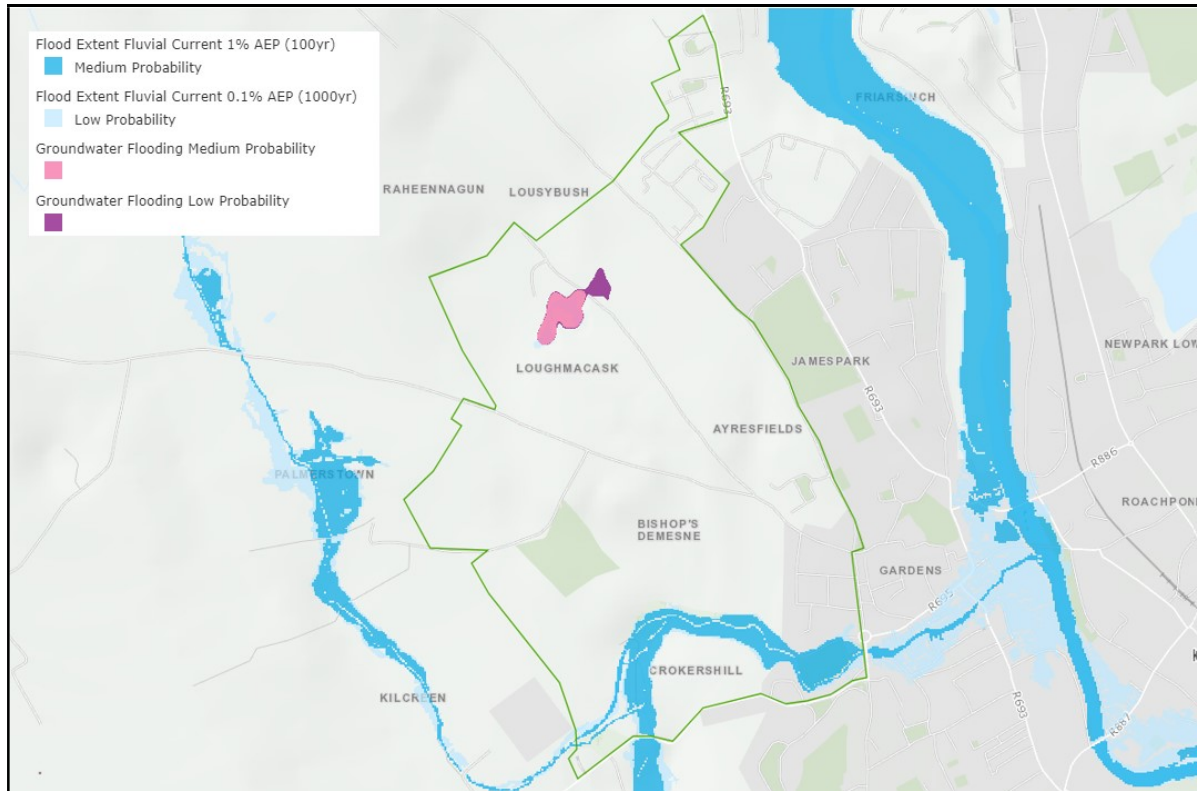 Flood Extent Fluvial Current 1% AEP (100yr)
Medium Probability
Flood Extent Fluvial Current 0.1% AEP (1000yr)
Low Probability
Groundwater Flooding Medium Probability
Groundwater Flooding Low Probability
R693
FRIARSINCH
RAHEENNAGUN
LOUSYBUSH
LOUGHMACASK
JAMESPARK
NEWPARK LOW
R693
AYRESFIELDS
R886
PALMERSTOWN
ROACHPOND
BISHOP'S
DEMESNE
GARDENS
R695
K
CROKERSHILL
KILCREEN
R693
R887